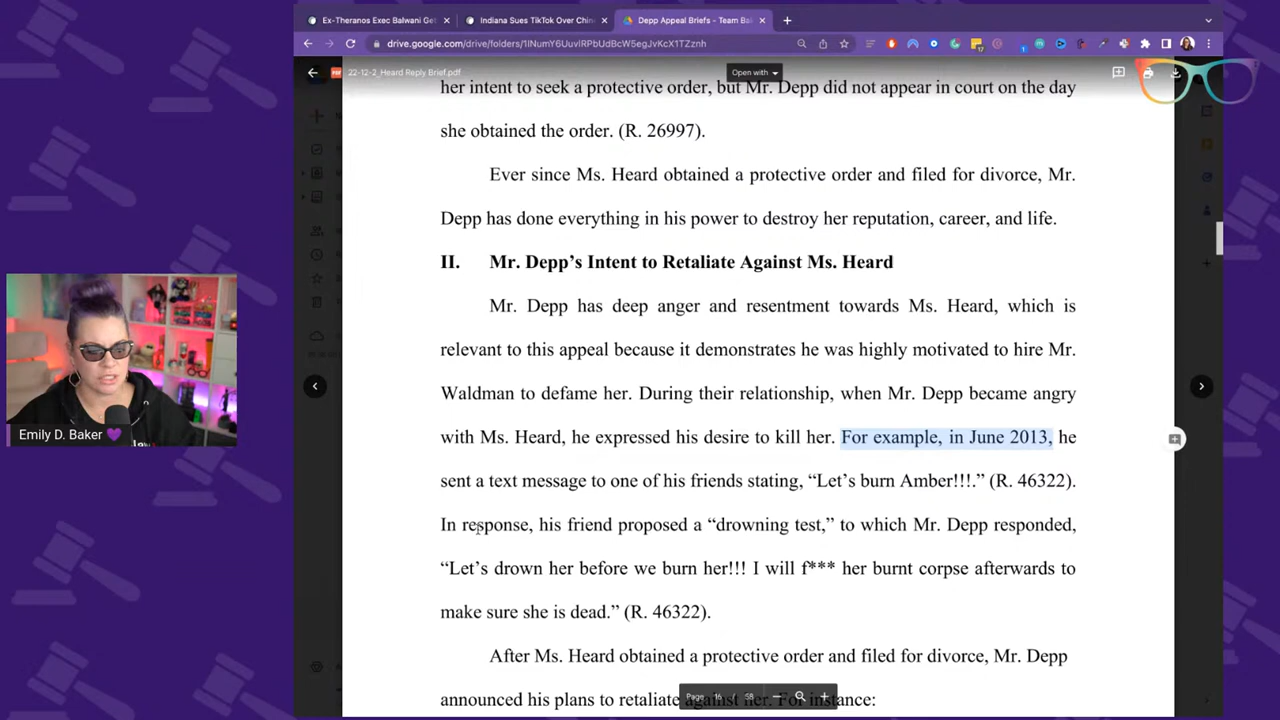 Ex-Theranos Exec Balwani Get
Indiana Sues TikTok Over Chin
Depp Appeal Briefs - Team Ba
drive.google.com/drive/folders/1lNumY6UuvlRPbUdBcW5egJvKcX1TZznh
22-12-2_Heard Reply Brief.pdf
Open with
her intent to seek a protective order, but Mr. Depp did not appear in court on the day
she obtained the order. (R. 26997).
Ever since Ms. Heard obtained a protective order and filed for divorce, Mr.
Depp has done everything in his power to destroy her reputation, career, and life.
II. Mr. Depp’s Intent to Retaliate Against Ms. Heard
Mr. Depp has deep anger and resentment towards Ms. Heard, which is
relevant to this appeal because it demonstrates he was highly motivated to hire Mr.
Waldman to defame her. During their relationship, when Mr. Depp became angry
with Ms. Heard, he expressed his desire to kill her. For example, in June 2013, he
sent a text message to one of his friends stating, “Let’s burn Amber!!!.” (R. 46322).
In response, his friend proposed a “drowning test,” to which Mr. Depp responded,
“Let’s drown her before we burn her!!! I will f*** her burnt corpse afterwards to
make sure she is dead.” (R. 46322).
After Ms. Heard obtained a protective order and filed for divorce, Mr. Depp
announced his plans to retaliate against her. For instance:
Page 16 / 58
Emily D. Baker 💜